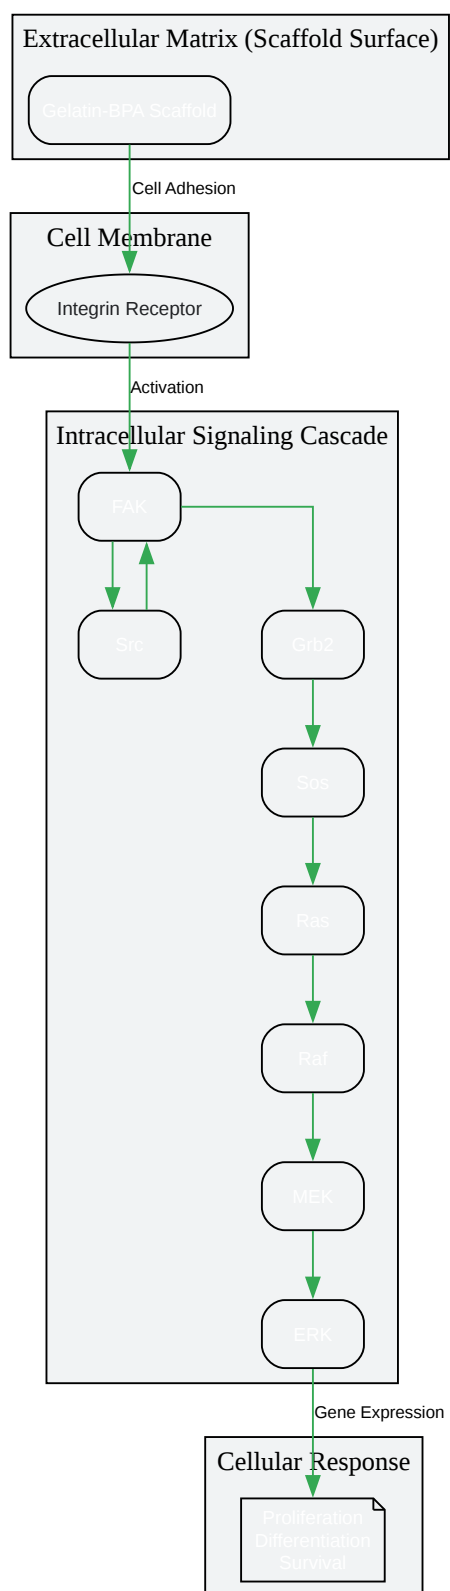 Extracellular Matrix (Scaffold Surface)
Gelatin-BPA Scaffold
Cell Adhesion
Cell Membrane
Integrin Receptor
Activation
Intracellular Signaling Cascade
FAK
Src
Grb2
Sos
Ras
Raf
MEK
ERK
Gene Expression
Cellular Response
Proliferation
Differentiation
Survival